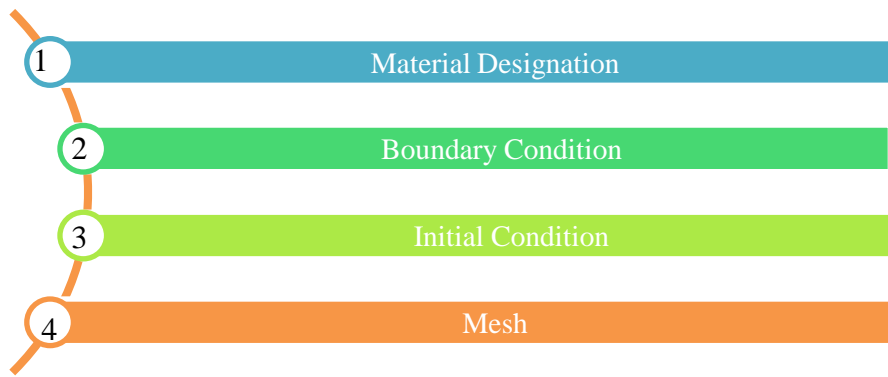 1 Material Designation
2 Boundary Condition
3 Initial Condition
4 Mesh